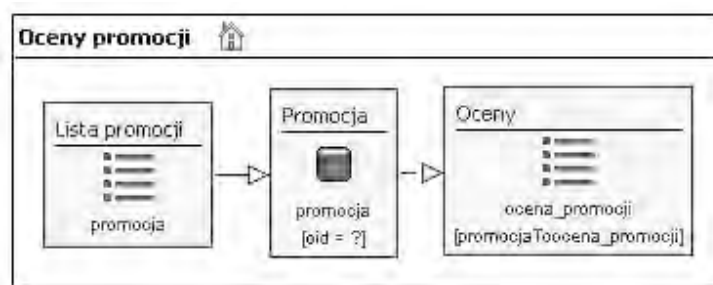 Oceny promocji
Lista promocji
promocja
Promocja
promocja
[oid = ?]
Oceny
ocena_promocji
[promocjaToocena_promocji]